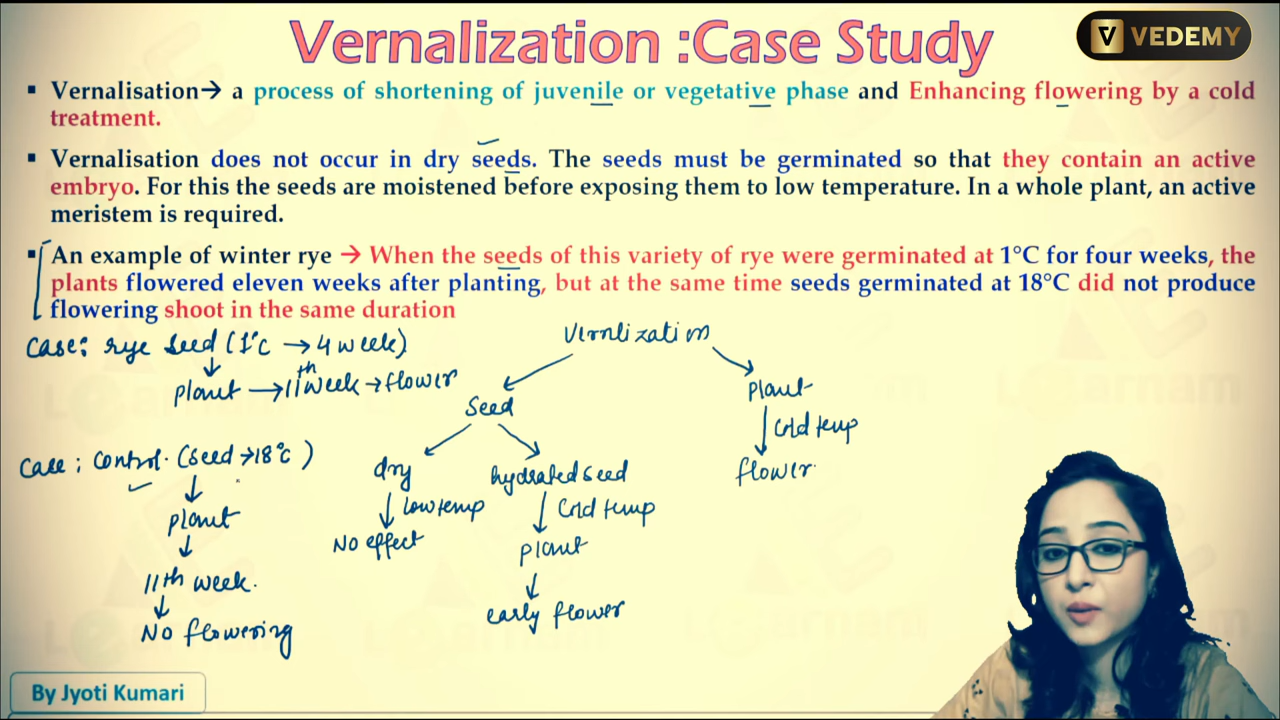 Vernalization :Case Study
VEDEMY
▪ Vernalisation→ a process of shortening of juvenile or vegetative phase and Enhancing flowering by a cold
treatment.
▪ Vernalisation does not occur in dry seeds. The seeds must be germinated so that they contain an active
embryo. For this the seeds are moistened before exposing them to low temperature. In a whole plant, an active
meristem is required.
▪ An example of winter rye → When the seeds of this variety of rye were germinated at 1°C for four weeks, the
plants flowered eleven weeks after planting, but at the same time seeds germinated at 18°C did not produce
flowering shoot in the same duration
Case: rye seed (1°C → 4 week)
↓
Plant → 11th week → flower
Case ; Control. (seed → 18°C )
↓
Plant
↓
11th week.
↓
No flowering
Vernlization
Seed
dry
↓ Low temp
No effect
hydrated seed
↓ Cold temp
Plant
↓
early flower
Plant
↓ Cold temp
flower.
By Jyoti Kumari